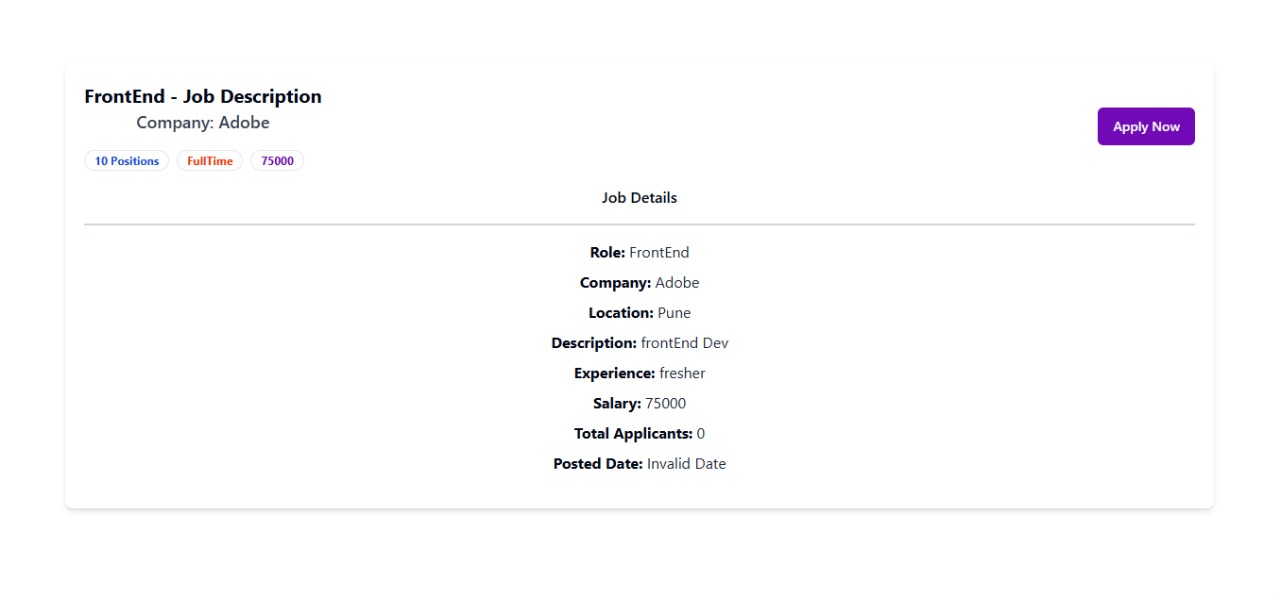 FrontEnd - Job Description
Company: Adobe
Apply Now
10 Positions FullTime 75000
Job Details
Role: FrontEnd
Company: Adobe
Location: Pune
Description: frontEnd Dev
Experience: fresher
Salary: 75000
Total Applicants: 0
Posted Date: Invalid Date